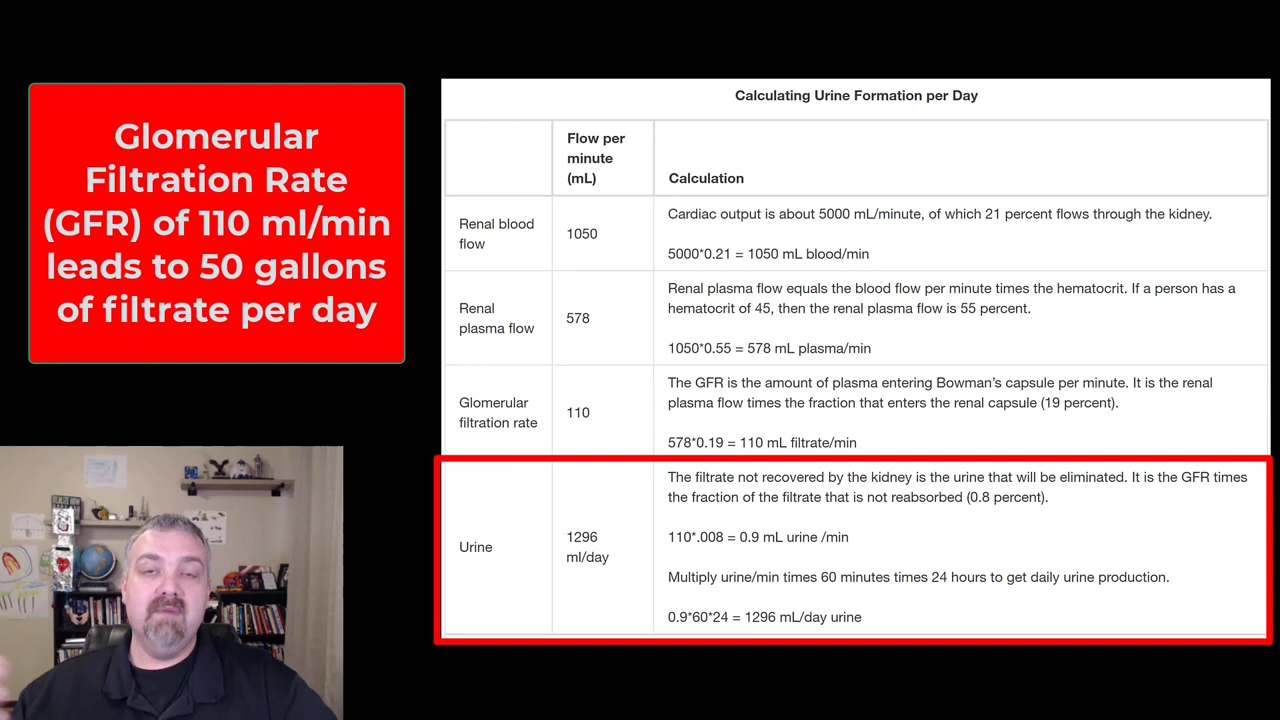 Glomerular
Filtration Rate
(GFR) of 110 ml/min
leads to 50 gallons
of filtrate per day
Calculating Urine Formation per Day
Flow per
minute
(mL)
Calculation
Renal blood
flow
1050
Cardiac output is about 5000 mL/minute, of which 21 percent flows through the kidney.
5000*0.21 = 1050 mL blood/min
Renal
plasma flow
578
Renal plasma flow equals the blood flow per minute times the hematocrit. If a person has a
hematocrit of 45, then the renal plasma flow is 55 percent.
1050*0.55 = 578 mL plasma/min
Glomerular
filtration rate
110
The GFR is the amount of plasma entering Bowman’s capsule per minute. It is the renal
plasma flow times the fraction that enters the renal capsule (19 percent).
578*0.19 = 110 mL filtrate/min
Urine
1296
ml/day
The filtrate not recovered by the kidney is the urine that will be eliminated. It is the GFR times
the fraction of the filtrate that is not reabsorbed (0.8 percent).
110*.008 = 0.9 mL urine /min
Multiply urine/min times 60 minutes times 24 hours to get daily urine production.
0.9*60*24 = 1296 mL/day urine